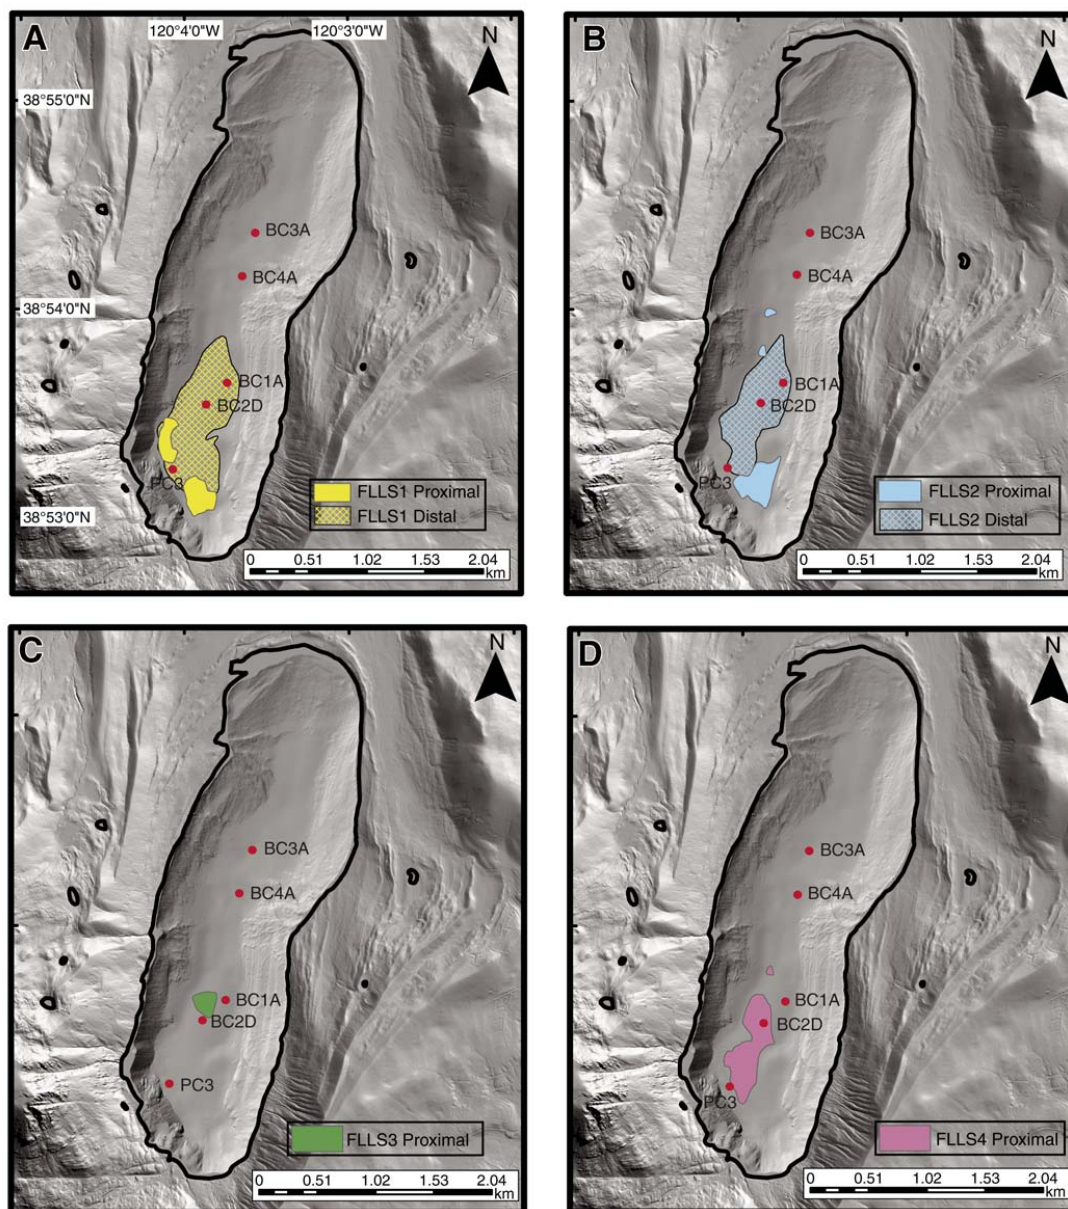 A
120°4'0"W
120°3'0"W
N
38°55'0"N
BC3A
BC4A
38°54'0"N
BC1A
BC2D
PC3
FLLS1 Proximal
FLLS1 Distal
38°53'0"N
0 0.51 1.02 1.53 2.04
km
B
N
BC3A
BC4A
BC1A
BC2D
PC3
FLLS2 Proximal
FLLS2 Distal
0 0.51 1.02 1.53 2.04
km
C
N
BC3A
BC4A
BC1A
BC2D
PC3
FLLS3 Proximal
0 0.51 1.02 1.53 2.04
km
D
N
BC3A
BC4A
BC1A
BC2D
PC3
FLLS4 Proximal
0 0.51 1.02 1.53 2.04
km